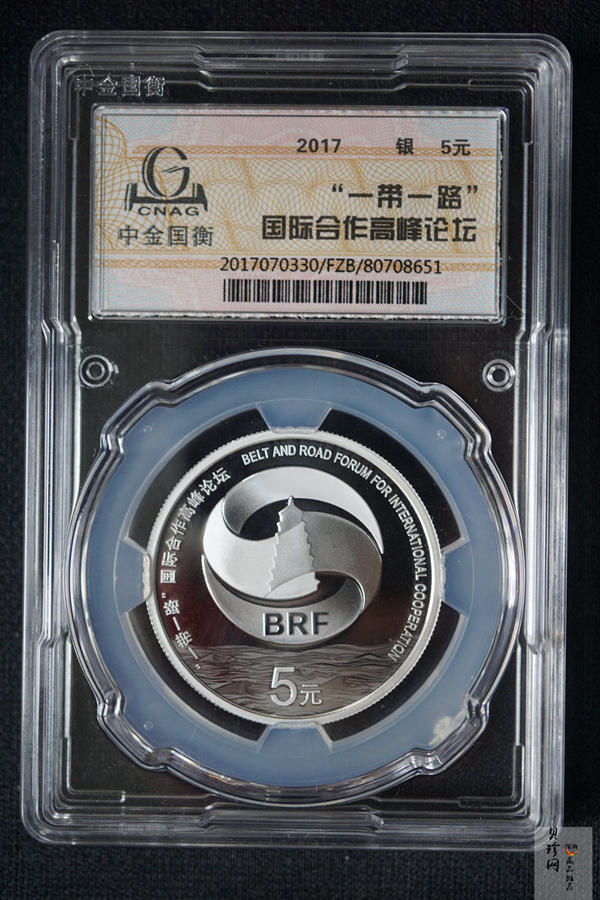 中金国衡
2017 银 5元
CNAG
中金国衡
“一带一路”
国际合作高峰论坛
2017070330/FZB/80708651
“一带一路”国际合作高峰论坛
BELT AND ROAD FORUM FOR INTERNATIONAL COOPERATION
BRF
5元
贝珍网